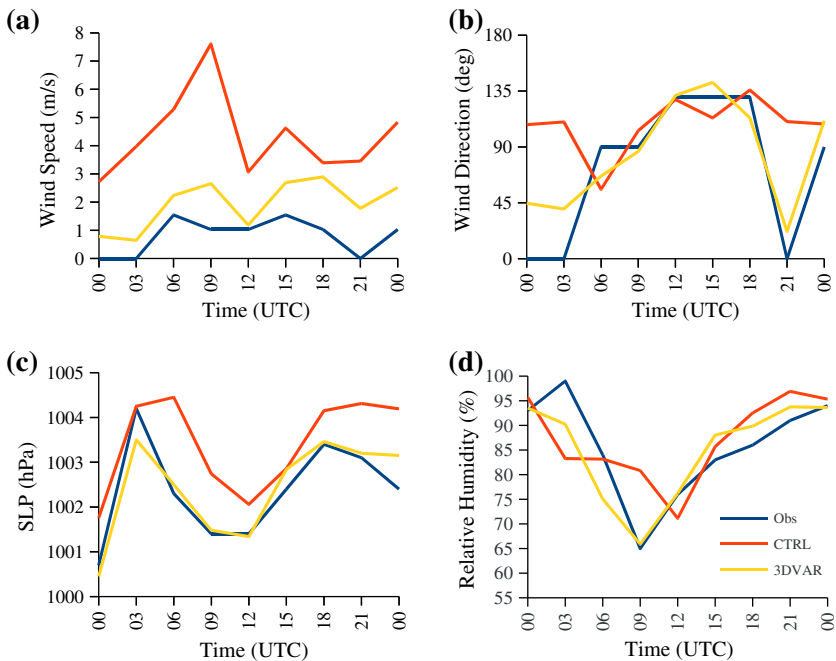 (a)
8
7
6
5
4
3
2
1
0
Wind Speed (m/s)
00 03 06 09 12 15 18 21 00
Time (UTC)
(b)
180
135
90
45
0
Wind Direction (deg)
00 03 06 09 12 15 18 21 00
Time (UTC)
(c)
1005
1004
1003
1002
1001
1000
SLP (hPa)
00 03 06 09 12 15 18 21 00
Time (UTC)
(d)
100
95
90
85
80
75
70
65
60
55
Relative Humidity (%)
Obs
CTRL
3DVAR
00 03 06 09 12 15 18 21 00
Time (UTC)